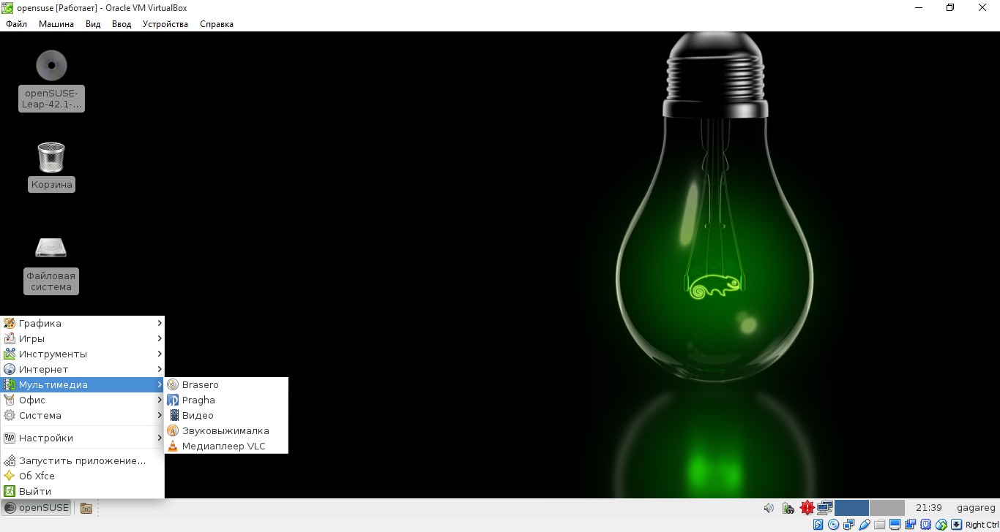 opensuse [Работает] - Oracle VM VirtualBox
Файл Машина Вид Ввод Устройства Справка
openSUSE-
Leap-42.1-...
Корзина
Файловая
система
Графика
Игры
Инструменты
Интернет
Мультимедиа
Офис
Система
Настройки
Запустить приложение...
Об Xfce
Выйти
Brasero
Pragha
Видео
Звуковыжималка
Медиаплеер VLC
openSUSE
21:39 gagareg
Right Ctrl